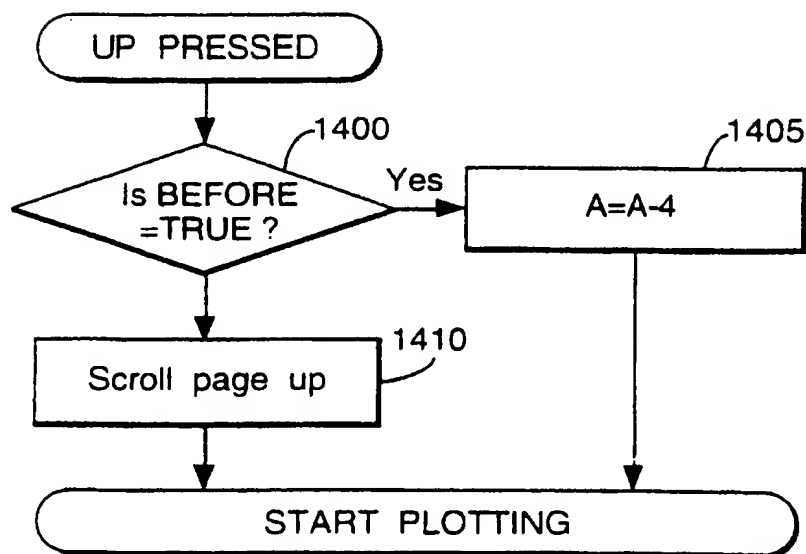 UP PRESSED
1400
Is BEFORE
=TRUE ?
Yes
1405
A=A-4
1410
Scroll page up
START PLOTTING